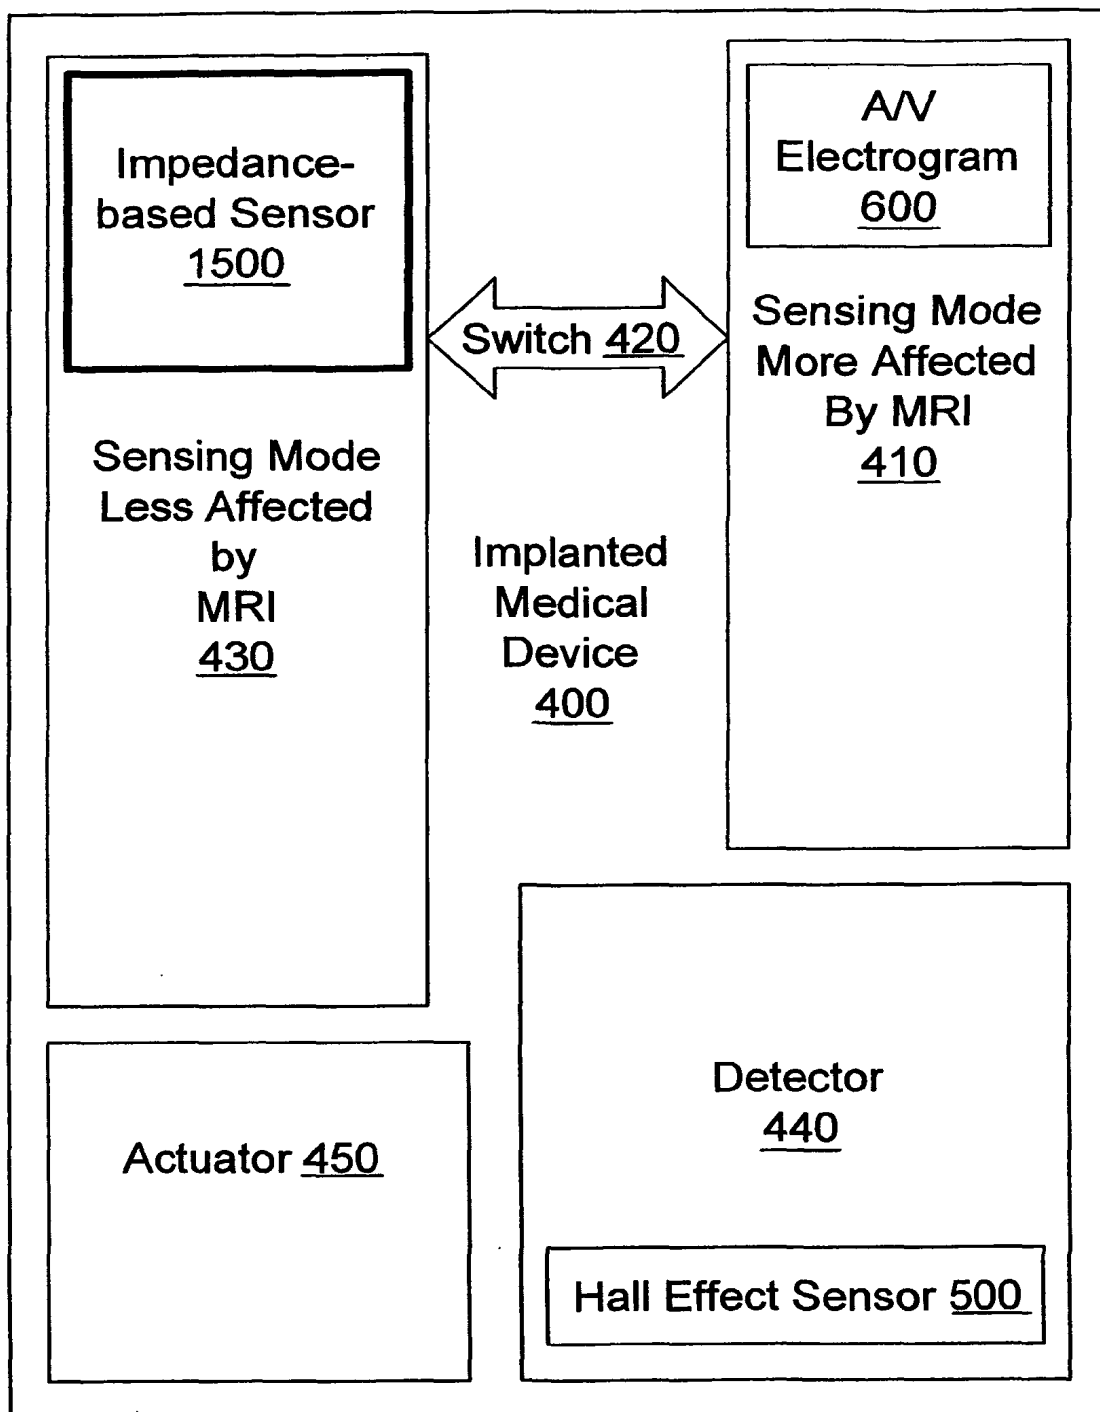 Impedance-
based Sensor
1500
Sensing Mode
Less Affected
by
MRI
430
Switch 420
A/V
Electrogram
600
Sensing Mode
More Affected
By MRI
410
Implanted
Medical
Device
400
Actuator 450
Detector
440
Hall Effect Sensor 500